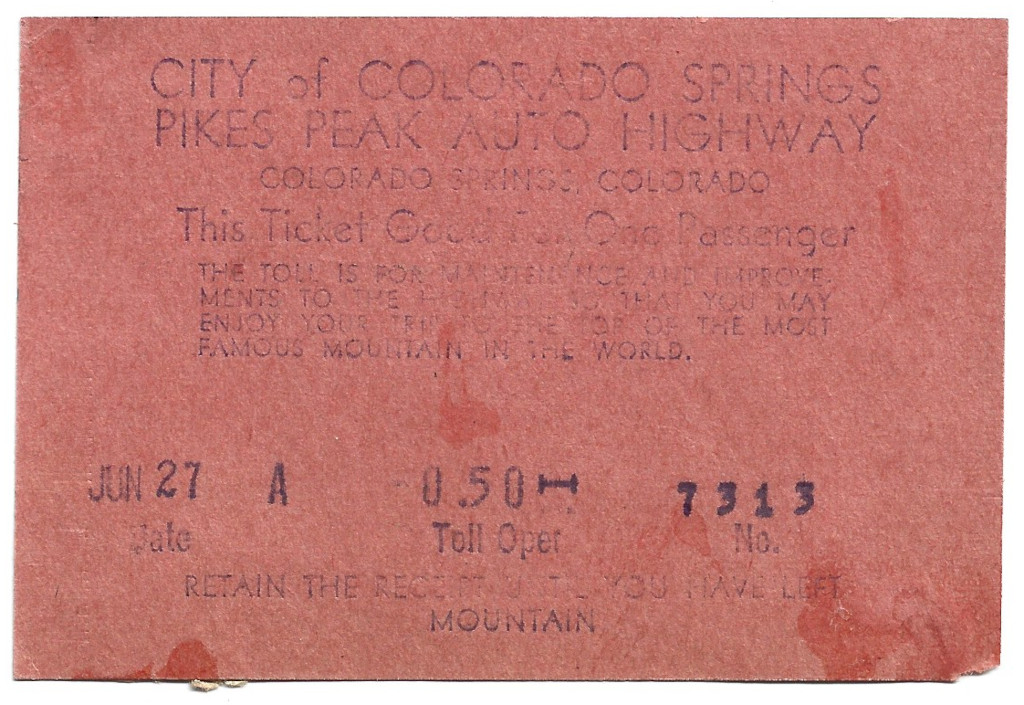 CITY of COLORADO SPRINGS
PIKES PEAK AUTO HIGHWAY
COLORADO SPRINGS, COLORADO
This Ticket Good For One Passenger
THE TOLL IS FOR MAINTENENCE AND IMPROVE-
MENTS TO THE HIGHWAY SO THAT YOU MAY
ENJOY YOUR TRIP TO THE TOP OF THE MOST
FAMOUS MOUNTAIN IN THE WORLD.
JUN 27 A 0.50 7313
Date Toll Oper No.
RETAIN THE RECEIPT UNTIL YOU HAVE LEFT
MOUNTAIN